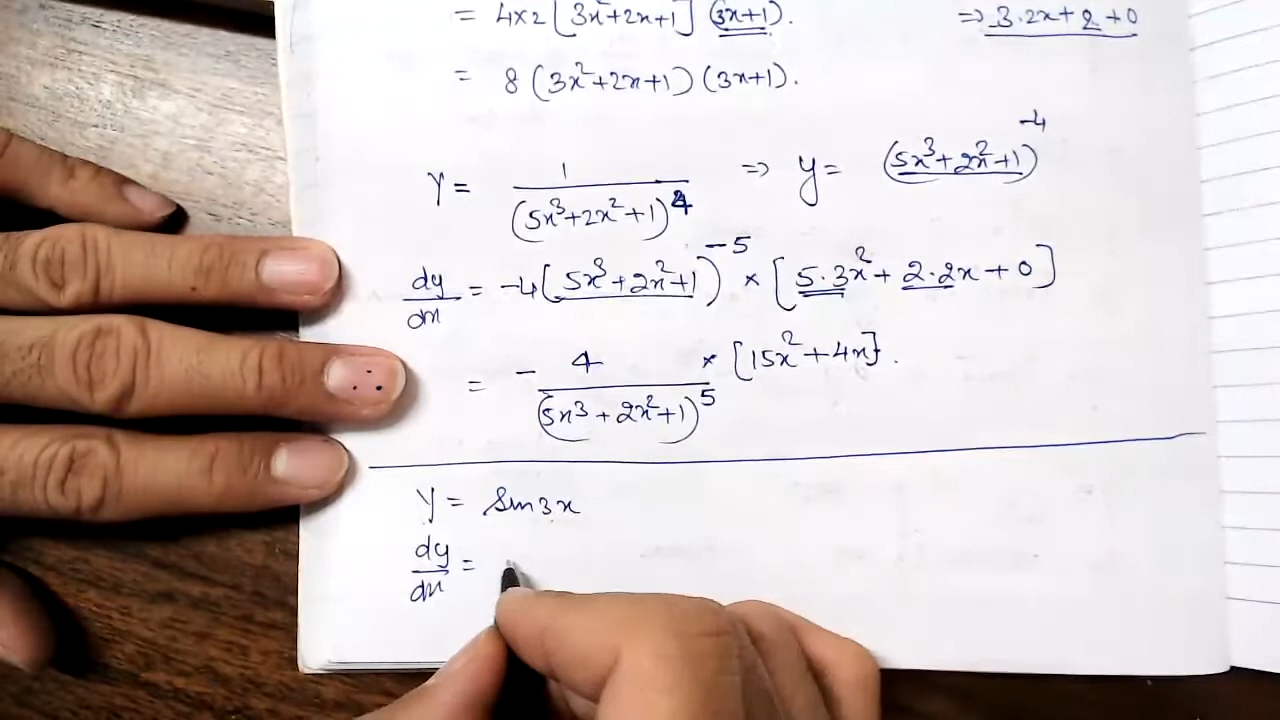 = 4×2 [3x²+2x+1] (3x+1). ⇒ 3·2x+2+0
= 8 (3x²+2x+1) (3x+1).
Y = 1/(5x³+2x²+1)⁴ ⇒ y = (5x³+2x²+1)⁻⁴
dy/dx = -4(5x³+2x²+1)⁻⁵ × [5·3x²+2·2x+0]
= -4/(5x³+2x²+1)⁵ × [15x²+4x].
Y = Sin3x
dy/dx =